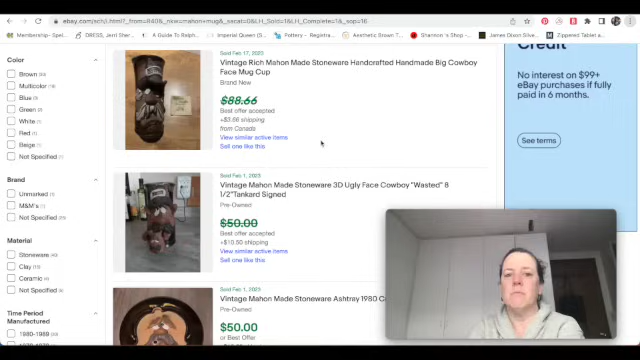 ebay.com/sch/i.html?_from=R40&_nkw=mahon+mug&_sacat=0&LH_Sold=1&LH_Complete=1&_sop=16
Membership- Spel...
DRESS, Jerri Sherr...
A Guide To Ralph...
Imperial Queen'...
Pottery - Registra...
Aesthetic Brown T...
Shannon 's Shop -...
James Dixon Silver...
Zippered Tablet a...
Color
Brown
Multicolor
Blue
Green
White
Red
Beige
Not Specified
Brand
Unmarked
M&M's
Not Specified
Material
Stoneware
Clay
Ceramic
Not Specified
Time Period
Manufactured
1980-1989
Sold Feb 17, 2023
Vintage Rich Mahon Made Stoneware Handcrafted Handmade Big Cowboy
Face Mug Cup
Brand New
$88.66
Best offer accepted
from Canada
View similar active items
Sell one like this
Sold Feb 1, 2023
Vintage Mahon Made Stoneware 3D Ugly Face Cowboy "Wasted" 8
1/2"Tankard Signed
Pre-Owned
$50.00
Best offer accepted
+$10.50 shipping
View similar active items
Sell one like this
Sold Feb 1, 2023
Vintage Mahon Made Stoneware Ashtray 1980
Pre-Owned
$50.00
or Best Offer
Credit
No interest on $99+
eBay purchases if fully
paid in 6 months.
See terms